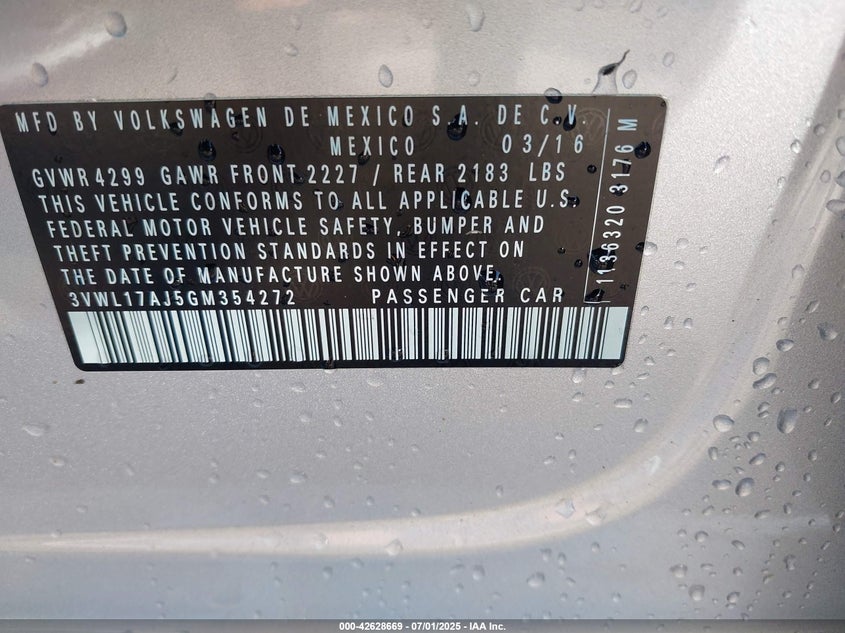 MFD BY VOLKSWAGEN DE MEXICO S.A. DE C.V
MEXICO 03/16
GVWR 4299 GAWR FRONT 2227 / REAR 2183 LBS
THIS VEHICLE CONFORMS TO ALL APPLICABLE U.S.
FEDERAL MOTOR VEHICLE SAFETY, BUMPER AND
THEFT PREVENTION STANDARDS IN EFFECT ON
THE DATE OF MANUFACTURE SHOWN ABOVE.
3VWL17AJ5GM354272 PASSENGER CAR
1136320 3176 M
000-42628669 - 07/01/2025 - IAA Inc.